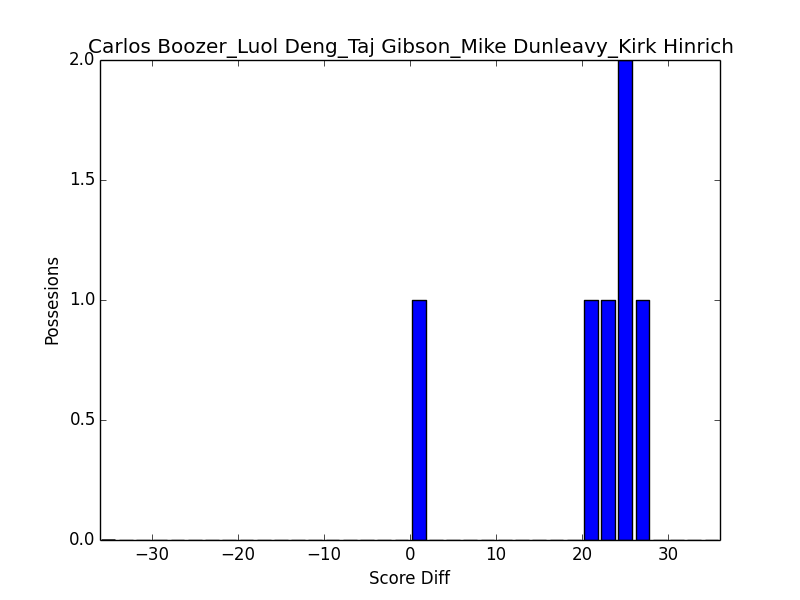 Carlos Boozer_Luol Deng_Taj Gibson_Mike Dunleavy_Kirk Hinrich
2.0
1.5
1.0
0.5
0.0
Possesions
−30 −20 −10 0 10 20 30
Score Diff